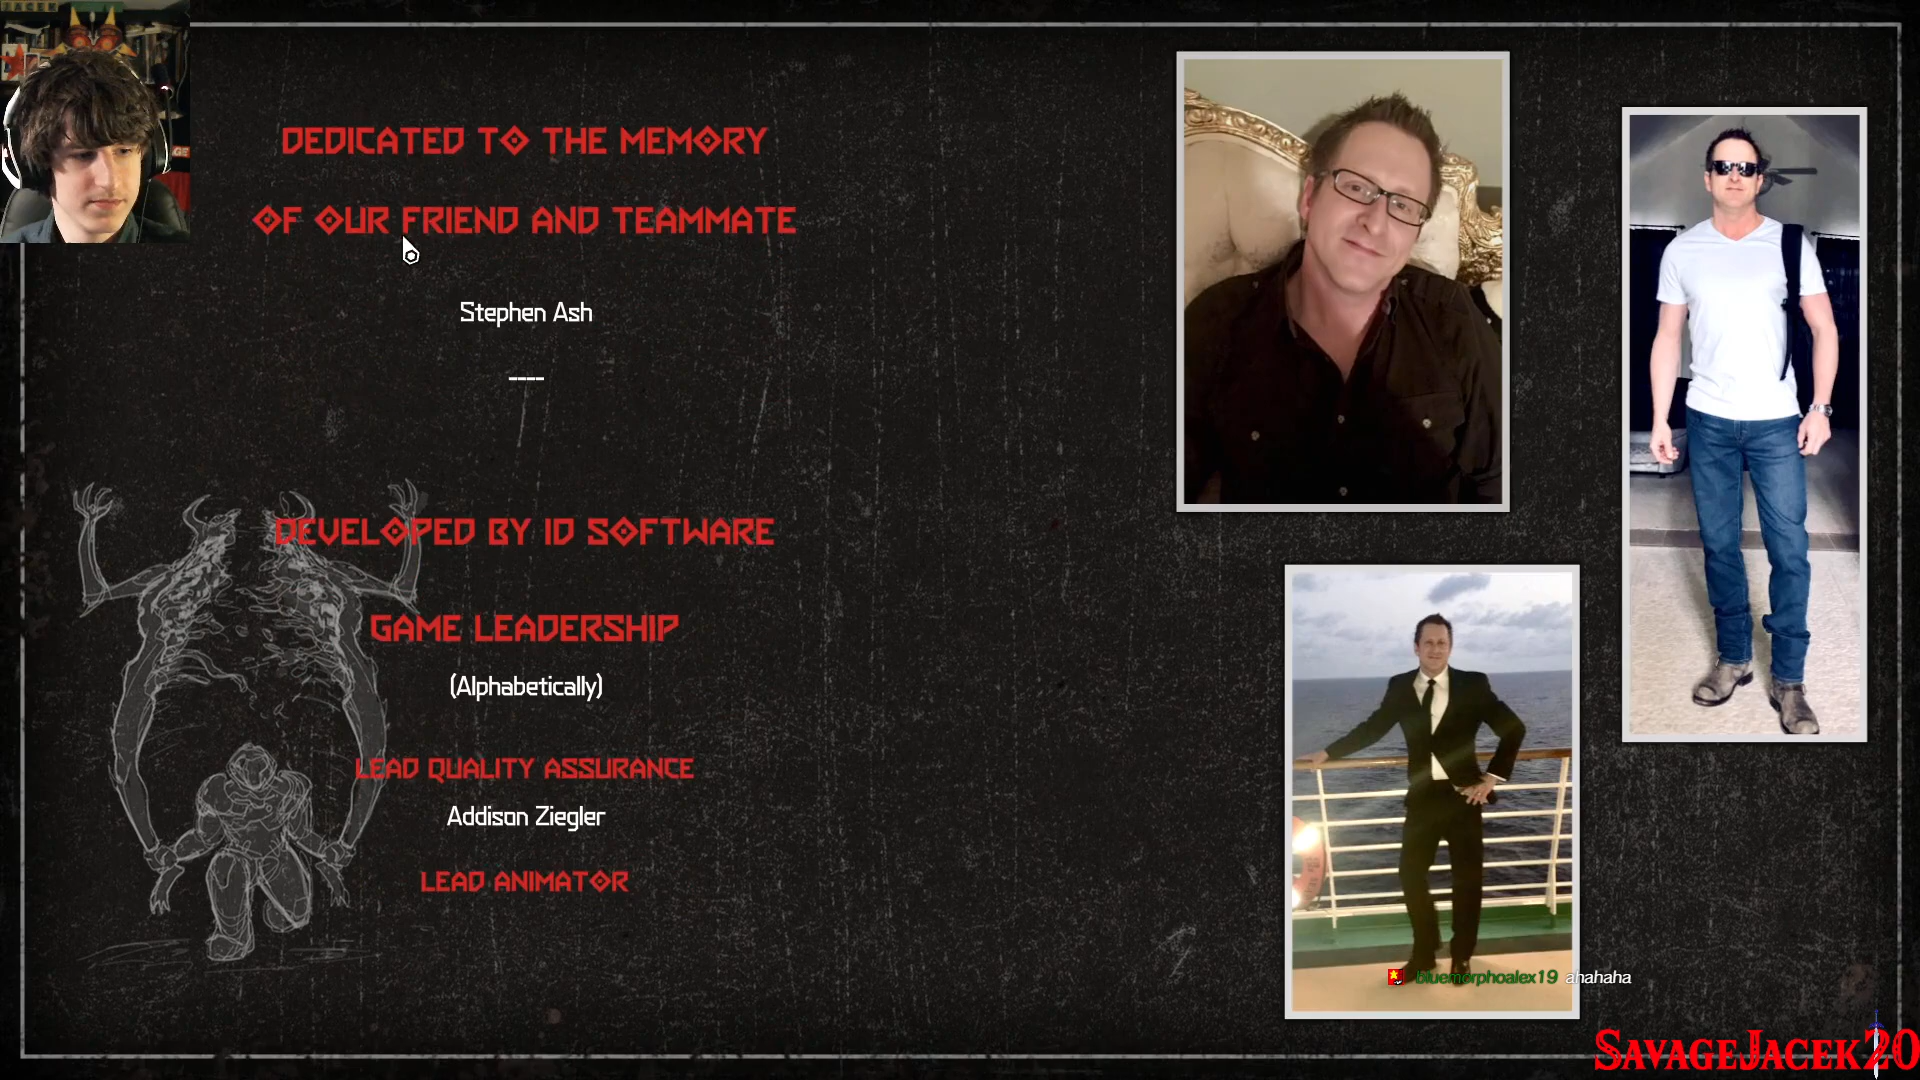 JACEK
DEDICATED TO THE MEMORY
OF OUR FRIEND AND TEAMMATE
Stephen Ash
----
DEVELOPED BY ID SOFTWARE
GAME LEADERSHIP
(Alphabetically)
LEAD QUALITY ASSURANCE
Addison Ziegler
LEAD ANIMATOR
bluemorphoalex19 ahahaha
SAVAGEJACEK20